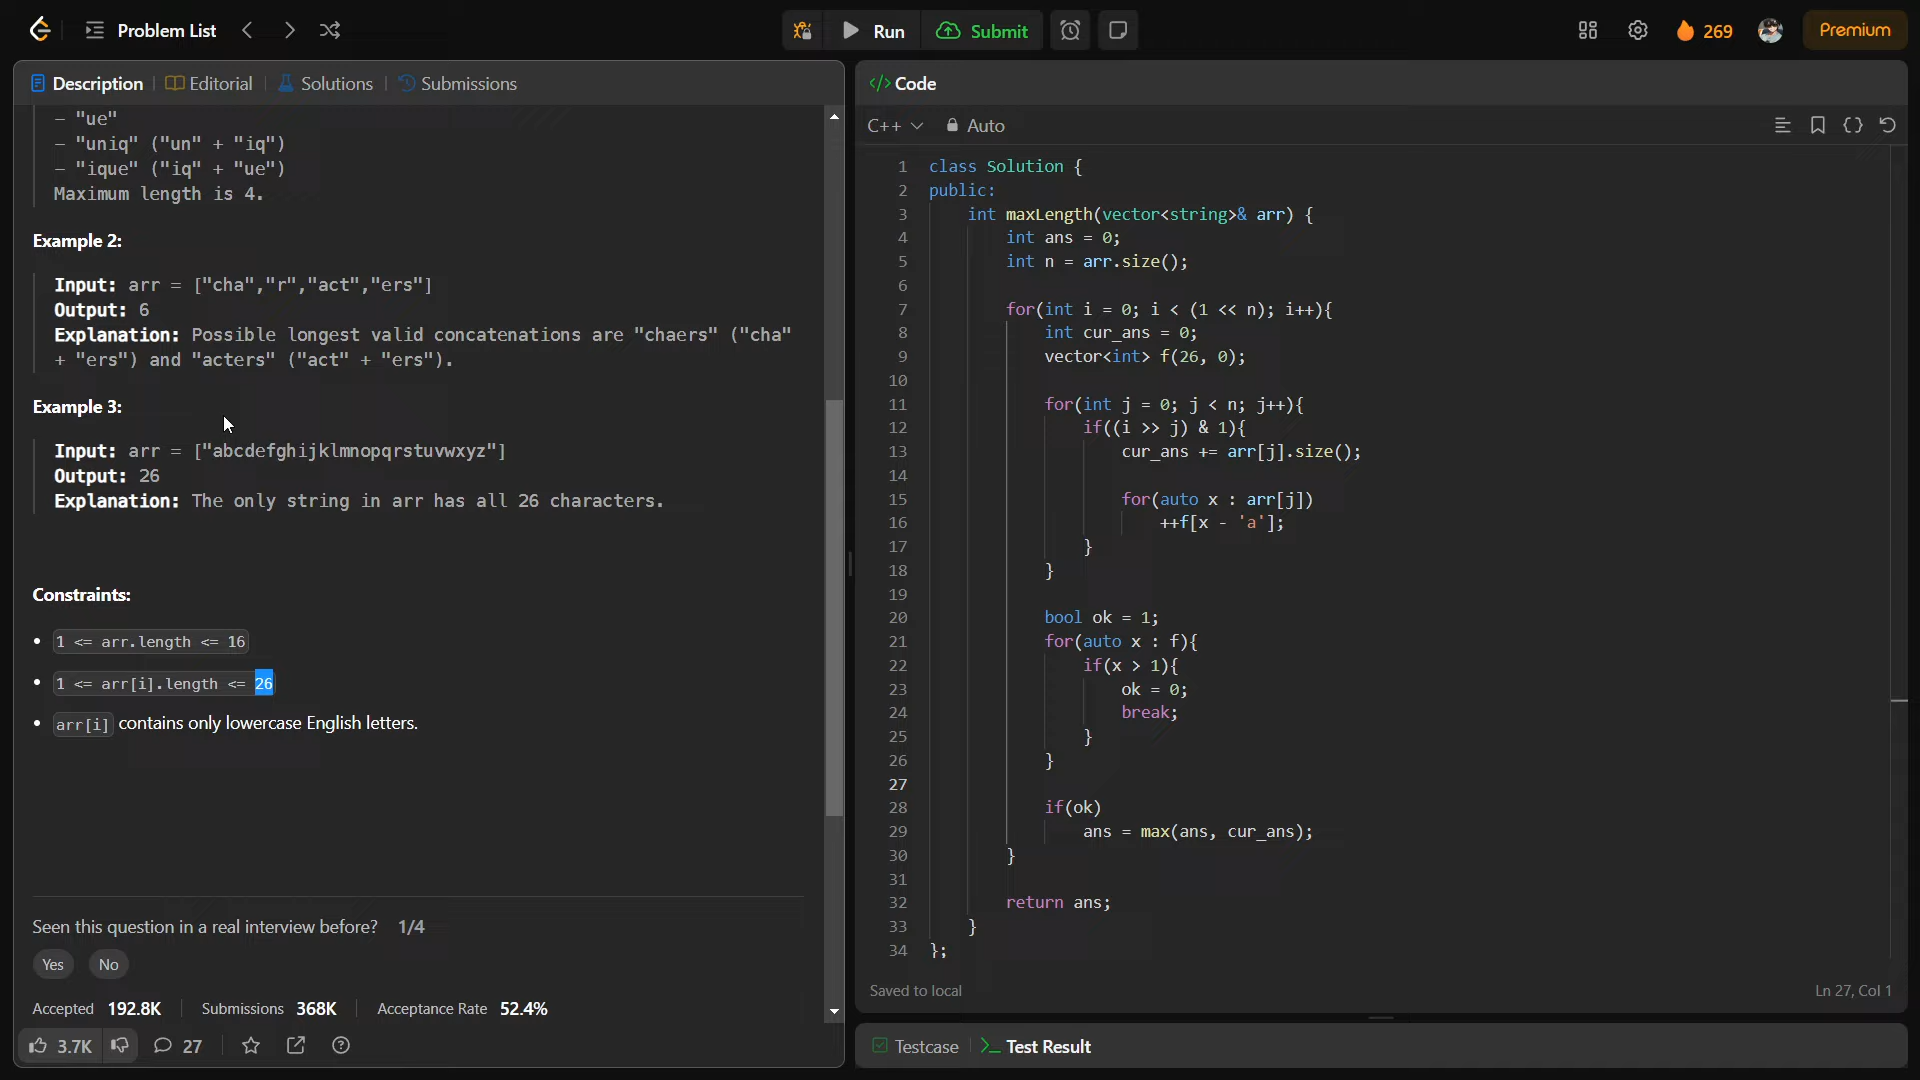 Problem List
Run
Submit
269
Premium
Description
Editorial
Solutions
Submissions
- "ue"
- "uniq" ("un" + "iq")
- "ique" ("iq" + "ue")
Maximum length is 4.
Example 2:
Input: arr = ["cha","r","act","ers"]
Output: 6
Explanation: Possible longest valid concatenations are "chaers" ("cha"
+ "ers") and "acters" ("act" + "ers").
Example 3:
Input: arr = ["abcdefghijklmnopqrstuvwxyz"]
Output: 26
Explanation: The only string in arr has all 26 characters.
Constraints:
• 1 <= arr.length <= 16
• 1 <= arr[i].length <= 26
• arr[i] contains only lowercase English letters.
Seen this question in a real interview before? 1/4
Yes No
Accepted 192.8K Submissions 368K Acceptance Rate 52.4%
3.7K 27
</> Code
C++ Auto
1 class Solution {
2 public:
3 int maxLength(vector<string>& arr) {
4 int ans = 0;
5 int n = arr.size();
6
7 for(int i = 0; i < (1 << n); i++){
8 int cur_ans = 0;
9 vector<int> f(26, 0);
10
11 for(int j = 0; j < n; j++){
12 if((i >> j) & 1){
13 cur_ans += arr[j].size();
14
15 for(auto x : arr[j])
16 ++f[x - 'a'];
17 }
18 }
19
20 bool ok = 1;
21 for(auto x : f){
22 if(x > 1){
23 ok = 0;
24 break;
25 }
26 }
27
28 if(ok)
29 ans = max(ans, cur_ans);
30 }
31
32 return ans;
33 }
34 };
Saved to local
Ln 27, Col 1
Testcase
>_ Test Result